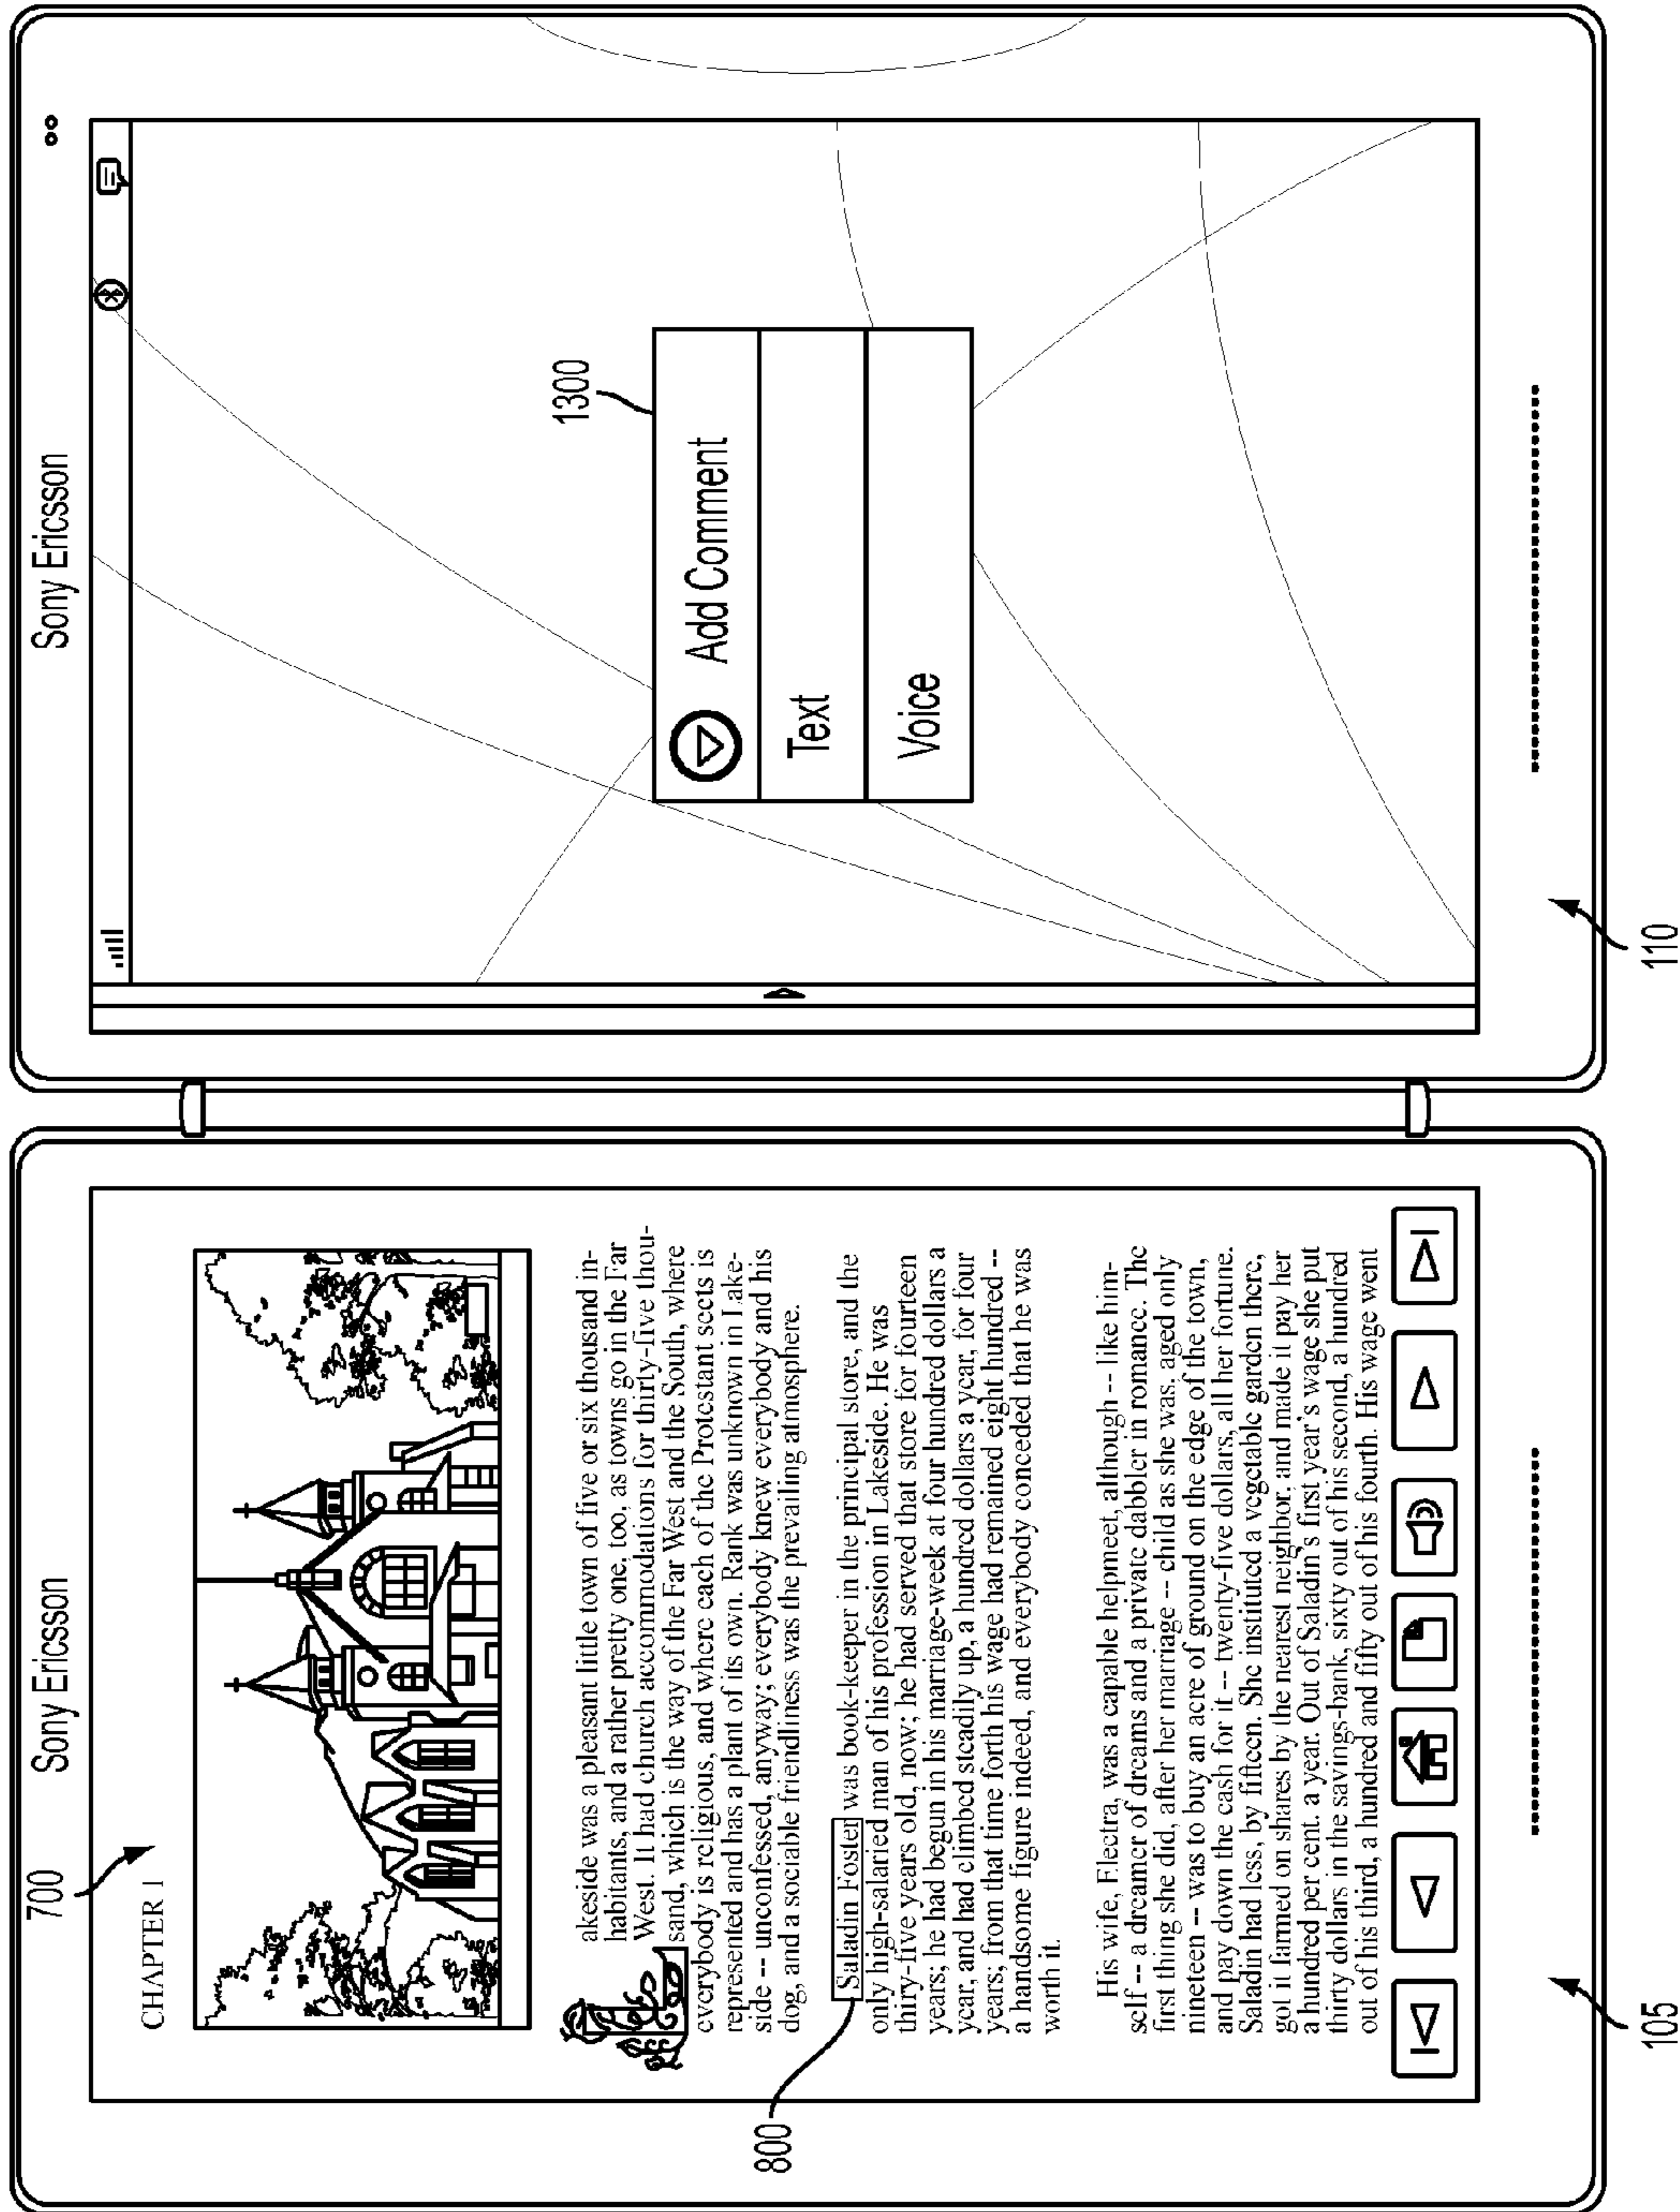 700
Sony Ericsson
CHAPTER 1
akeside was a pleasant little town of five or six thousand in-
habitants, and a rather pretty one, too, as towns go in the Far
West. It had church accommodations for thirty-five thou-
sand, which is the way of the Far West and the South, where
everybody is religious, and where each of the Protestant sects is
represented and has a plant of its own. Rank was unknown in Lake-
side -- unconfessed, anyway; everybody knew everybody and his
dog, and a sociable friendliness was the prevailing atmosphere.
800
Saladin Foster was book-keeper in the principal store, and the
only high-salaried man of his profession in Lakeside. He was
thirty-five years old, now; he had served that store for fourteen
years; he had begun in his marriage-week at four hundred dollars a
year, and had climbed steadily up, a hundred dollars a year, for four
years; from that time forth his wage had remained eight hundred --
a handsome figure indeed, and everybody conceded that he was
worth it.
His wife, Electra, was a capable helpmeet, although -- like him-
self -- a dreamer of dreams and a private dabbler in romance. The
first thing she did, after her marriage -- child as she was, aged only
nineteen -- was to buy an acre of ground on the edge of the town,
and pay down the cash for it -- twenty-five dollars, all her fortune.
Saladin had less, by fifteen. She instituted a vegetable garden there,
got it farmed on shares by the nearest neighbor, and made it pay her
a hundred per cent. a year. Out of Saladin's first year's wage she put
thirty dollars in the savings-bank, sixty out of his second, a hundred
out of his third, a hundred and fifty out of his fourth. His wage went
105
Sony Ericsson
1300
Add Comment
Text
Voice
110